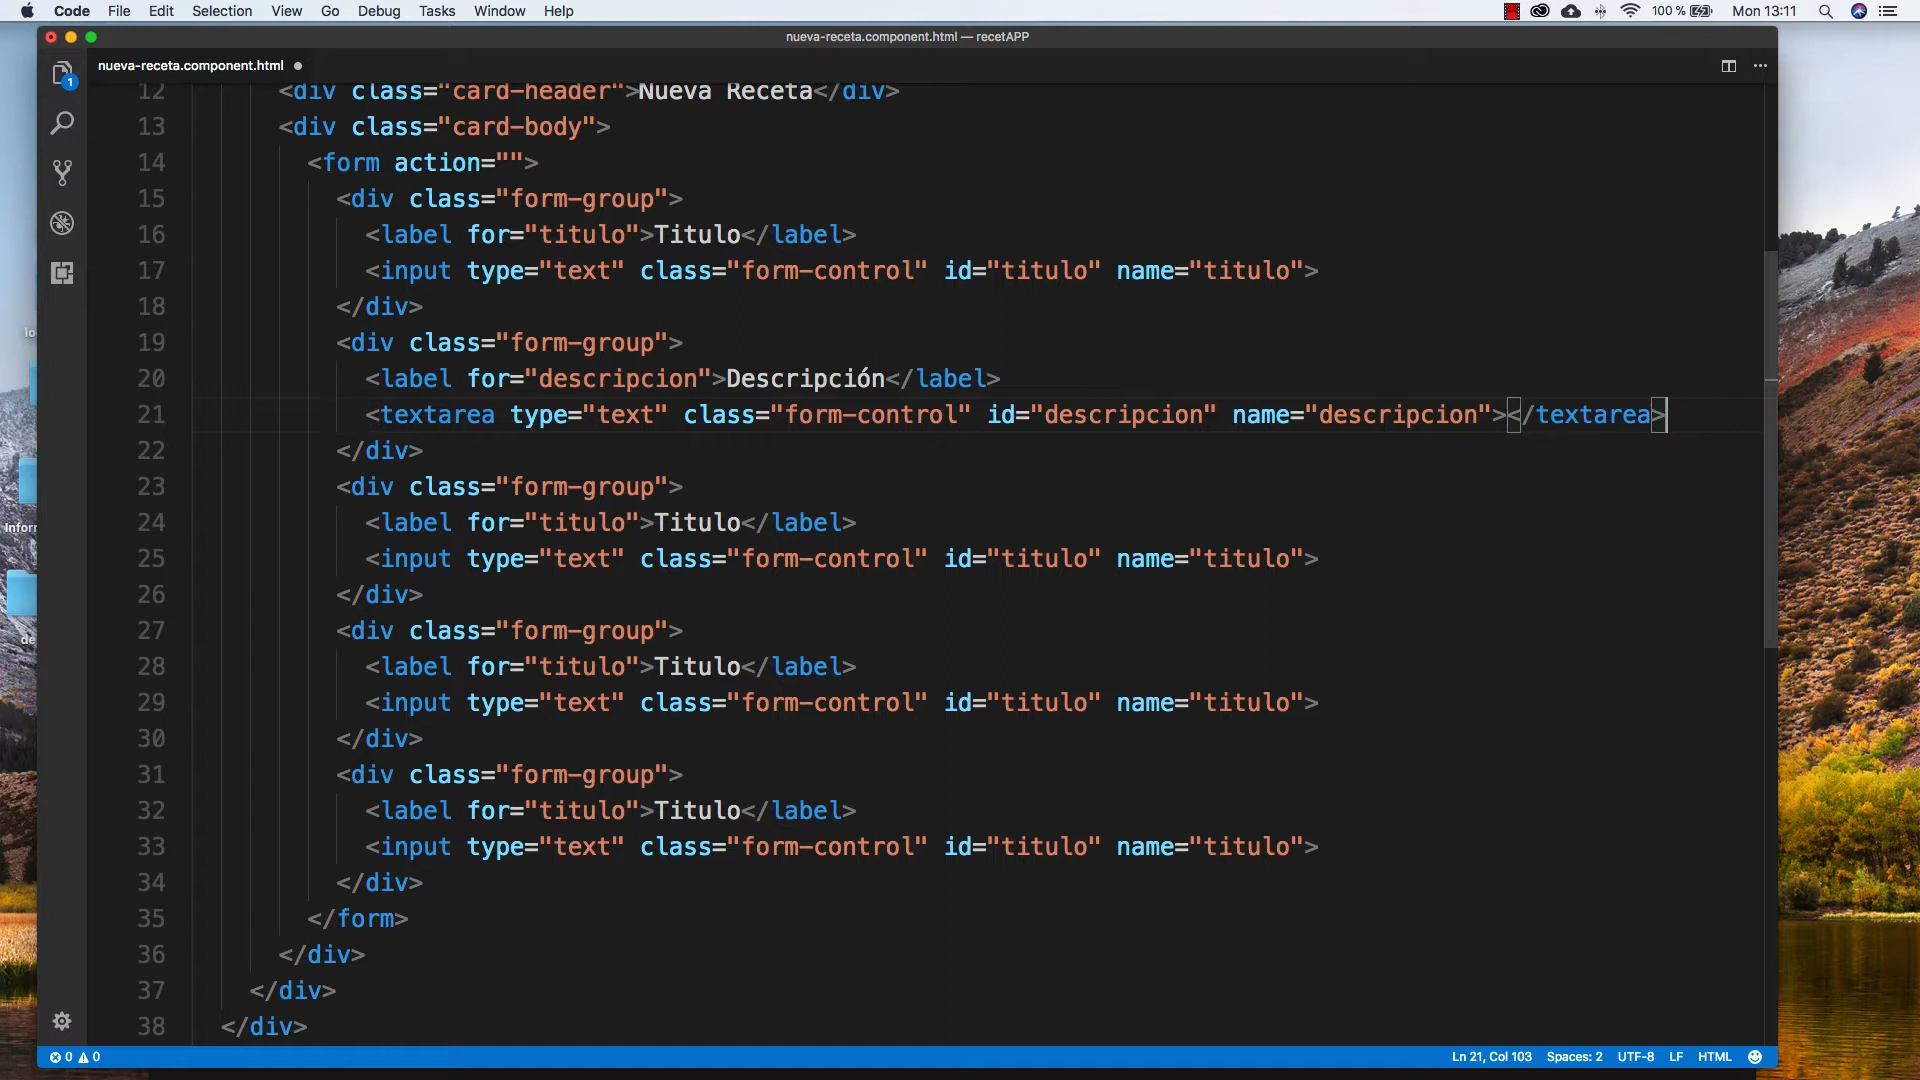 Code File Edit Selection View Go Debug Tasks Window Help 100 % Mon 13:11
nueva-receta.component.html — recetAPP
nueva-receta.component.html
1
12 <div class="card-header">Nueva Receta</div>
13 <div class="card-body">
14 <form action="">
15 <div class="form-group">
16 <label for="titulo">Titulo</label>
17 <input type="text" class="form-control" id="titulo" name="titulo">
18 </div>
19 <div class="form-group">
20 <label for="descripcion">Descripción</label>
21 <textarea type="text" class="form-control" id="descripcion" name="descripcion"></textarea>
22 </div>
23 <div class="form-group">
24 <label for="titulo">Titulo</label>
25 <input type="text" class="form-control" id="titulo" name="titulo">
26 </div>
27 <div class="form-group">
28 <label for="titulo">Titulo</label>
29 <input type="text" class="form-control" id="titulo" name="titulo">
30 </div>
31 <div class="form-group">
32 <label for="titulo">Titulo</label>
33 <input type="text" class="form-control" id="titulo" name="titulo">
34 </div>
35 </form>
36 </div>
37 </div>
38 </div>
0 0 Ln 21, Col 103 Spaces: 2 UTF-8 LF HTML